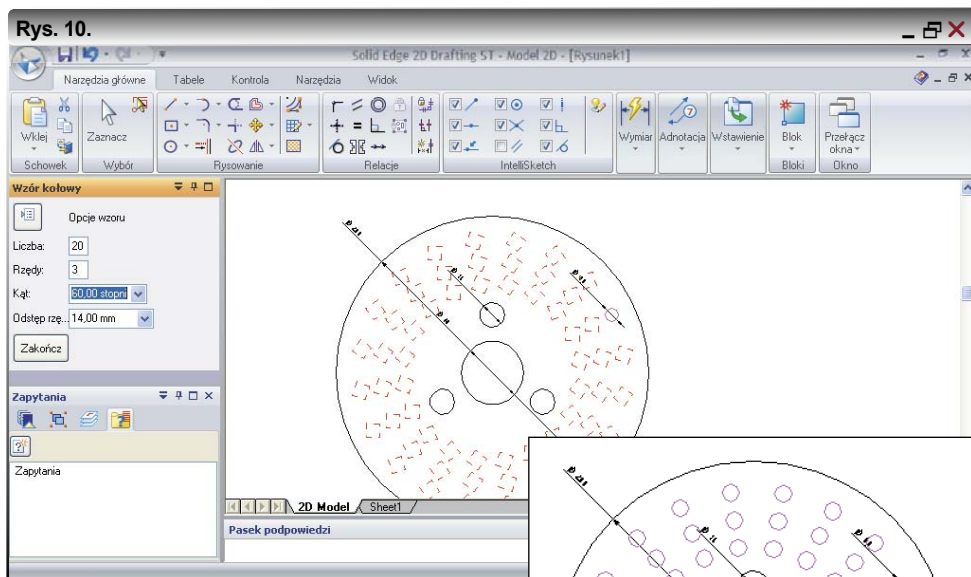 Rys. 10.
Solid Edge 2D Drafting ST - Model 2D - [Rysunek1]
Narzędzia główne Tabele Kontrola Narzędzia Widok
Wklej Zaznacz Wymiar Adnotacja Wstawienie Blok Przełącz okna
Schowek Wybór Rysowanie Relacje IntelliSketch Bloki Okno
Wzór kołowy
Opcje wzoru
Liczba: 20
Rzędy: 3
Kąt: 60,00 stopni
Odstęp rzę... 14,00 mm
Zakończ
Zapytania
Zapytania
2D Model Sheet1
Pasek podpowiedzi